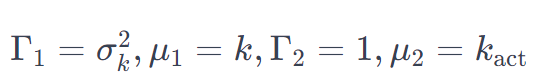 Γ₁ = σ²ₖ, μ₁ = k, Γ₂ = 1, μ₂ = k_act